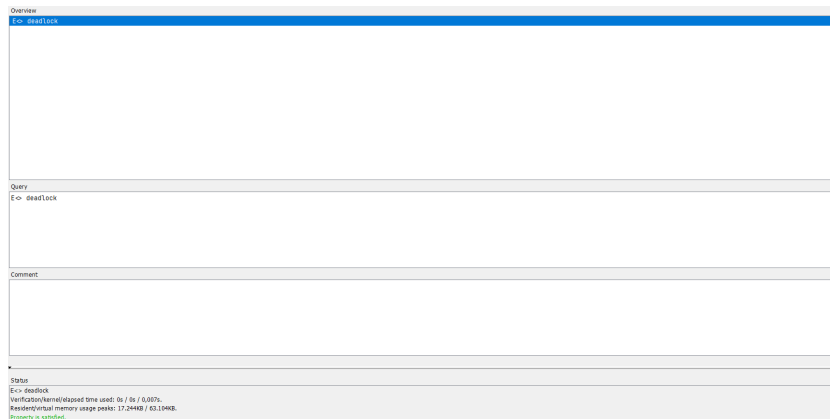 Overview
E<> deadlock
Query
E<> deadlock
Comment
Status
E<> deadlock
Verification/kernel/elapsed time used: 0s / 0s / 0,007s.
Resident/virtual memory usage peaks: 17.244KB / 63.104KB.
Property is satisfied.